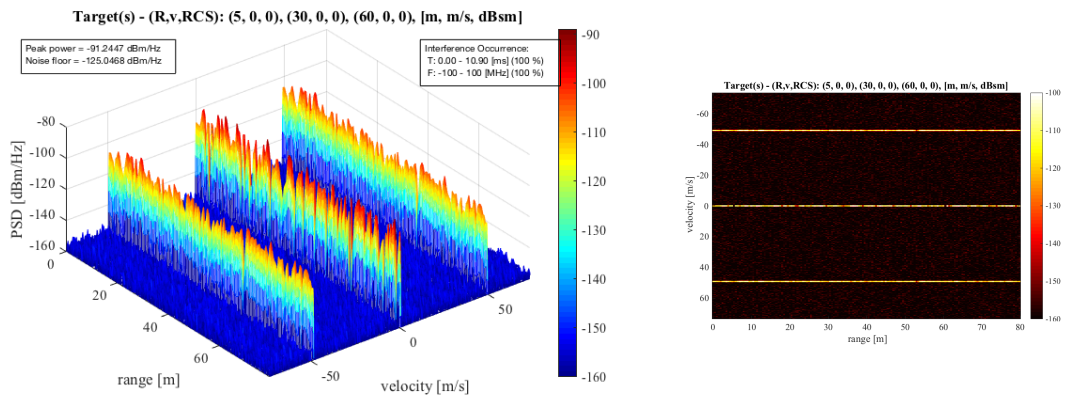 Target(s) - (R,v,RCS): (5, 0, 0), (30, 0, 0), (60, 0, 0), [m, m/s, dBsm]
Peak power = -91.2447 dBm/Hz
Noise floor = -125.0468 dBm/Hz
Interference Occurrence:
T: 0.00 - 10.90 [ms] (100 %)
F: -100 - 100 [MHz] (100 %)
-80
-100
-120
-140
-160
PSD [dBm/Hz]
0
20
40
60
range [m]
-50
0
50
velocity [m/s]
-90
-100
-110
-120
-130
-140
-150
-160
Target(s) - (R,v,RCS): (5, 0, 0), (30, 0, 0), (60, 0, 0), [m, m/s, dBsm]
-60
-40
-20
0
20
40
60
velocity [m/s]
0 10 20 30 40 50 60 70 80
range [m]
-100
-110
-120
-130
-140
-150
-160